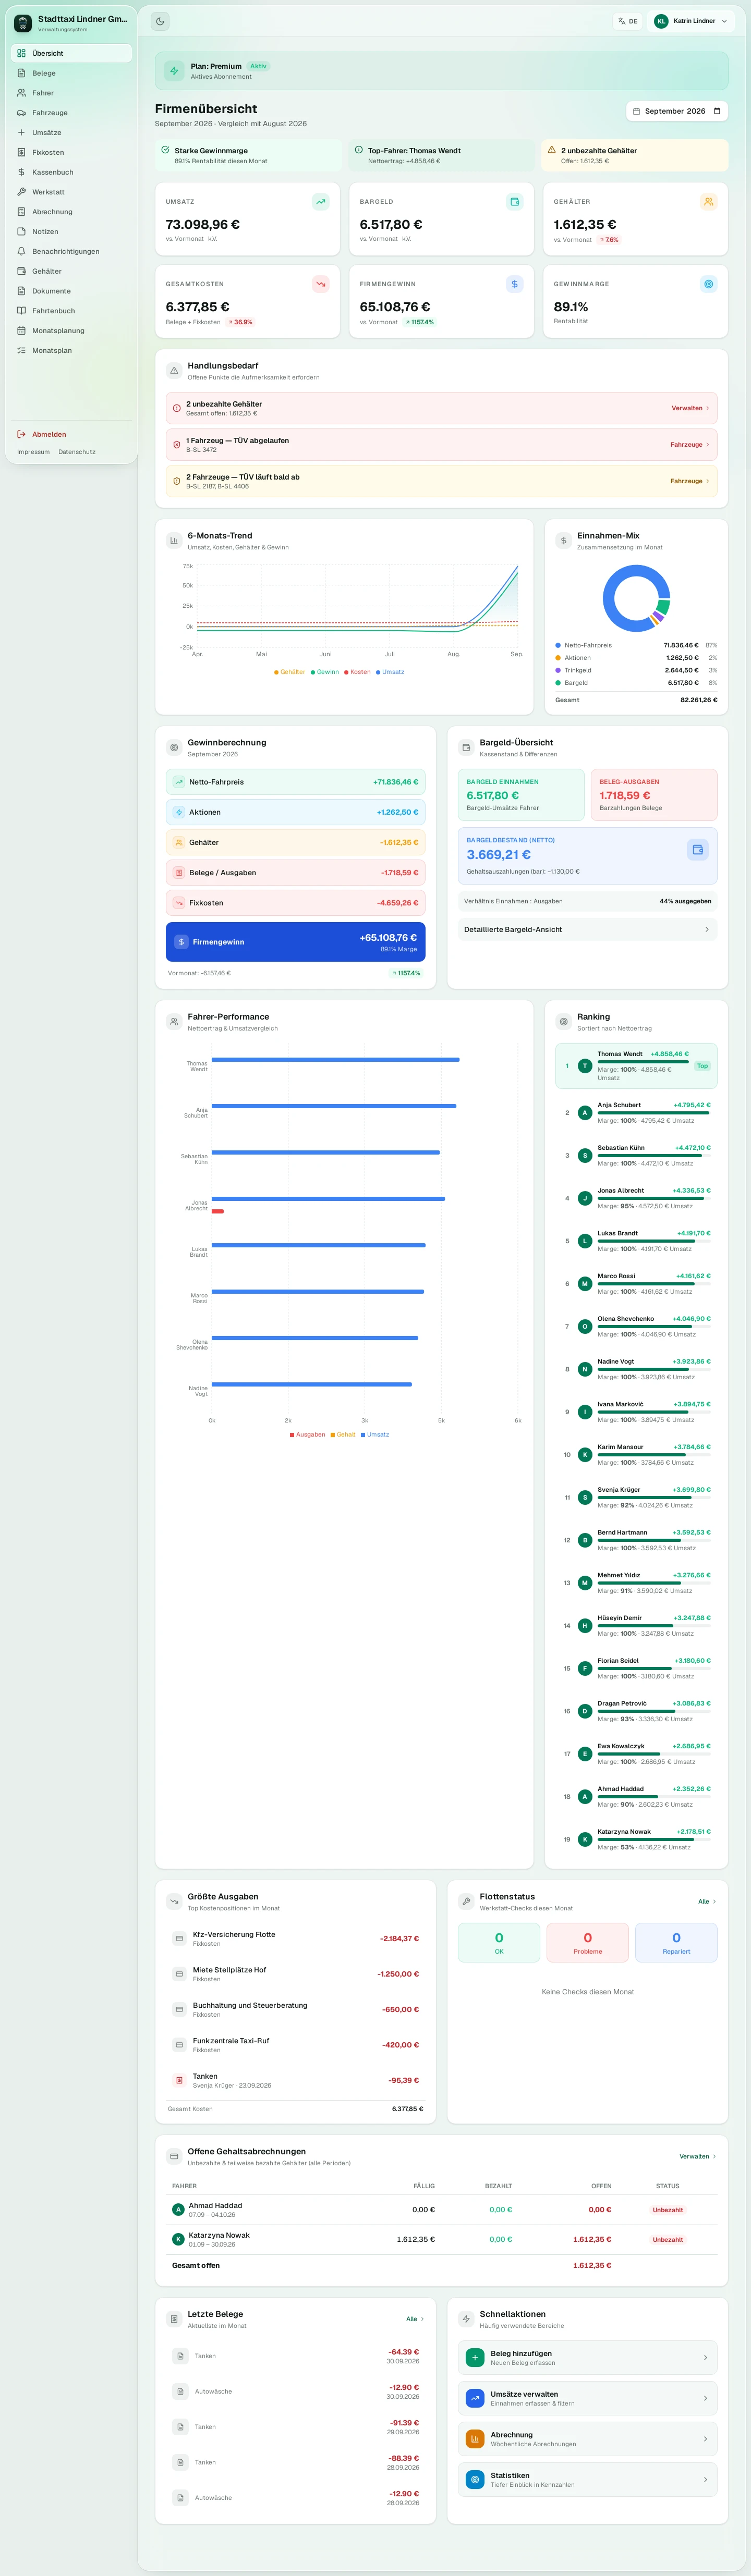 Stadttaxi Lindner Gm...
Verwaltungssystem
Übersicht
Belege
Fahrer
Fahrzeuge
Umsätze
Fixkosten
Kassenbuch
Werkstatt
Abrechnung
Notizen
Benachrichtigungen
Gehälter
Dokumente
Fahrtenbuch
Monatsplanung
Monatsplan
Abmelden
Impressum Datenschutz
DE
KL Katrin Lindner
Plan: Premium Aktiv
Aktives Abonnement
Firmenübersicht
September 2026 · Vergleich mit August 2026
September 2026
Starke Gewinnmarge
89.1% Rentabilität diesen Monat
Top-Fahrer: Thomas Wendt
Nettoertrag: +4.858,46 €
2 unbezahlte Gehälter
Offen: 1.612,35 €
UMSATZ
73.098,96 €
vs. Vormonat k.V.
BARGELD
6.517,80 €
vs. Vormonat k.V.
GEHÄLTER
1.612,35 €
vs. Vormonat 7.6%
GESAMTKOSTEN
6.377,85 €
Belege + Fixkosten 36.9%
FIRMENGEWINN
65.108,76 €
vs. Vormonat 1157.4%
GEWINNMARGE
89.1%
Rentabilität
Handlungsbedarf
Offene Punkte die Aufmerksamkeit erfordern
2 unbezahlte Gehälter
Gesamt offen: 1.612,35 €
Verwalten
1 Fahrzeug — TÜV abgelaufen
B-SL 3472
Fahrzeuge
2 Fahrzeuge — TÜV läuft bald ab
B-SL 2187, B-SL 4406
Fahrzeuge
6-Monats-Trend
Umsatz, Kosten, Gehälter & Gewinn
75k
50k
25k
0k
-25k
Apr. Mai Juni Juli Aug. Sep.
Gehälter Gewinn Kosten Umsatz
Einnahmen-Mix
Zusammensetzung im Monat
Netto-Fahrpreis 71.836,46 € 87%
Aktionen 1.262,50 € 2%
Trinkgeld 2.644,50 € 3%
Bargeld 6.517,80 € 8%
Gesamt 82.261,26 €
Gewinnberechnung
September 2026
Netto-Fahrpreis +71.836,46 €
Aktionen +1.262,50 €
Gehälter -1.612,35 €
Belege / Ausgaben -1.718,59 €
Fixkosten -4.659,26 €
Firmengewinn +65.108,76 €
89.1% Marge
Vormonat: -6.157,46 € 1157.4%
Bargeld-Übersicht
Kassenstand & Differenzen
BARGELD EINNAHMEN
6.517,80 €
Bargeld-Umsätze Fahrer
BELEG-AUSGABEN
1.718,59 €
Barzahlungen Belege
BARGELDBESTAND (NETTO)
3.669,21 €
Gehaltsauszahlungen (bar): −1.130,00 €
Verhältnis Einnahmen : Ausgaben 44% ausgegeben
Detaillierte Bargeld-Ansicht
Fahrer-Performance
Nettoertrag & Umsatzvergleich
Thomas
Wendt
Anja
Schubert
Sebastian
Kühn
Jonas
Albrecht
Lukas
Brandt
Marco
Rossi
Olena
Shevchenko
Nadine
Vogt
0k 2k 3k 5k 6k
Ausgaben Gehalt Umsatz
Ranking
Sortiert nach Nettoertrag
1 T Thomas Wendt +4.858,46 € Top
Marge: 100% · 4.858,46 €
Umsatz
2 A Anja Schubert +4.795,42 €
Marge: 100% · 4.795,42 € Umsatz
3 S Sebastian Kühn +4.472,10 €
Marge: 100% · 4.472,10 € Umsatz
4 J Jonas Albrecht +4.336,53 €
Marge: 95% · 4.572,50 € Umsatz
5 L Lukas Brandt +4.191,70 €
Marge: 100% · 4.191,70 € Umsatz
6 M Marco Rossi +4.161,62 €
Marge: 100% · 4.161,62 € Umsatz
7 O Olena Shevchenko +4.046,90 €
Marge: 100% · 4.046,90 € Umsatz
8 N Nadine Vogt +3.923,86 €
Marge: 100% · 3.923,86 € Umsatz
9 I Ivana Marković +3.894,75 €
Marge: 100% · 3.894,75 € Umsatz
10 K Karim Mansour +3.784,66 €
Marge: 100% · 3.784,66 € Umsatz
11 S Svenja Krüger +3.699,80 €
Marge: 92% · 4.024,26 € Umsatz
12 B Bernd Hartmann +3.592,53 €
Marge: 100% · 3.592,53 € Umsatz
13 M Mehmet Yıldız +3.276,66 €
Marge: 91% · 3.590,02 € Umsatz
14 H Hüseyin Demir +3.247,88 €
Marge: 100% · 3.247,88 € Umsatz
15 F Florian Seidel +3.180,60 €
Marge: 100% · 3.180,60 € Umsatz
16 D Dragan Petrović +3.086,83 €
Marge: 93% · 3.336,30 € Umsatz
17 E Ewa Kowalczyk +2.686,95 €
Marge: 100% · 2.686,95 € Umsatz
18 A Ahmad Haddad +2.352,26 €
Marge: 90% · 2.602,23 € Umsatz
19 K Katarzyna Nowak +2.178,51 €
Marge: 53% · 4.136,22 € Umsatz
Größte Ausgaben
Top Kostenpositionen im Monat
Kfz-Versicherung Flotte
Fixkosten
-2.184,37 €
Miete Stellplätze Hof
Fixkosten
-1.250,00 €
Buchhaltung und Steuerberatung
Fixkosten
-650,00 €
Funkzentrale Taxi-Ruf
Fixkosten
-420,00 €
Tanken
Svenja Krüger · 23.09.2026
-95,39 €
Gesamt Kosten 6.377,85 €
Flottenstatus
Werkstatt-Checks diesen Monat
Alle
0
OK
0
Probleme
0
Repariert
Keine Checks diesen Monat
Offene Gehaltsabrechnungen
Unbezahlte & teilweise bezahlte Gehälter (alle Perioden)
Verwalten
FAHRER FÄLLIG BEZAHLT OFFEN STATUS
A Ahmad Haddad 0,00 € 0,00 € 0,00 € Unbezahlt
07.09 – 04.10.26
K Katarzyna Nowak 1.612,35 € 0,00 € 1.612,35 € Unbezahlt
01.09 – 30.09.26
Gesamt offen 1.612,35 €
Letzte Belege
Aktuellste im Monat
Alle
Tanken -64.39 €
30.09.2026
Autowäsche -12.90 €
30.09.2026
Tanken -91.39 €
29.09.2026
Tanken -88.39 €
28.09.2026
Autowäsche -12.90 €
28.09.2026
Schnellaktionen
Häufig verwendete Bereiche
Beleg hinzufügen
Neuen Beleg erfassen
Umsätze verwalten
Einnahmen erfassen & filtern
Abrechnung
Wöchentliche Abrechnungen
Statistiken
Tiefer Einblick in Kennzahlen